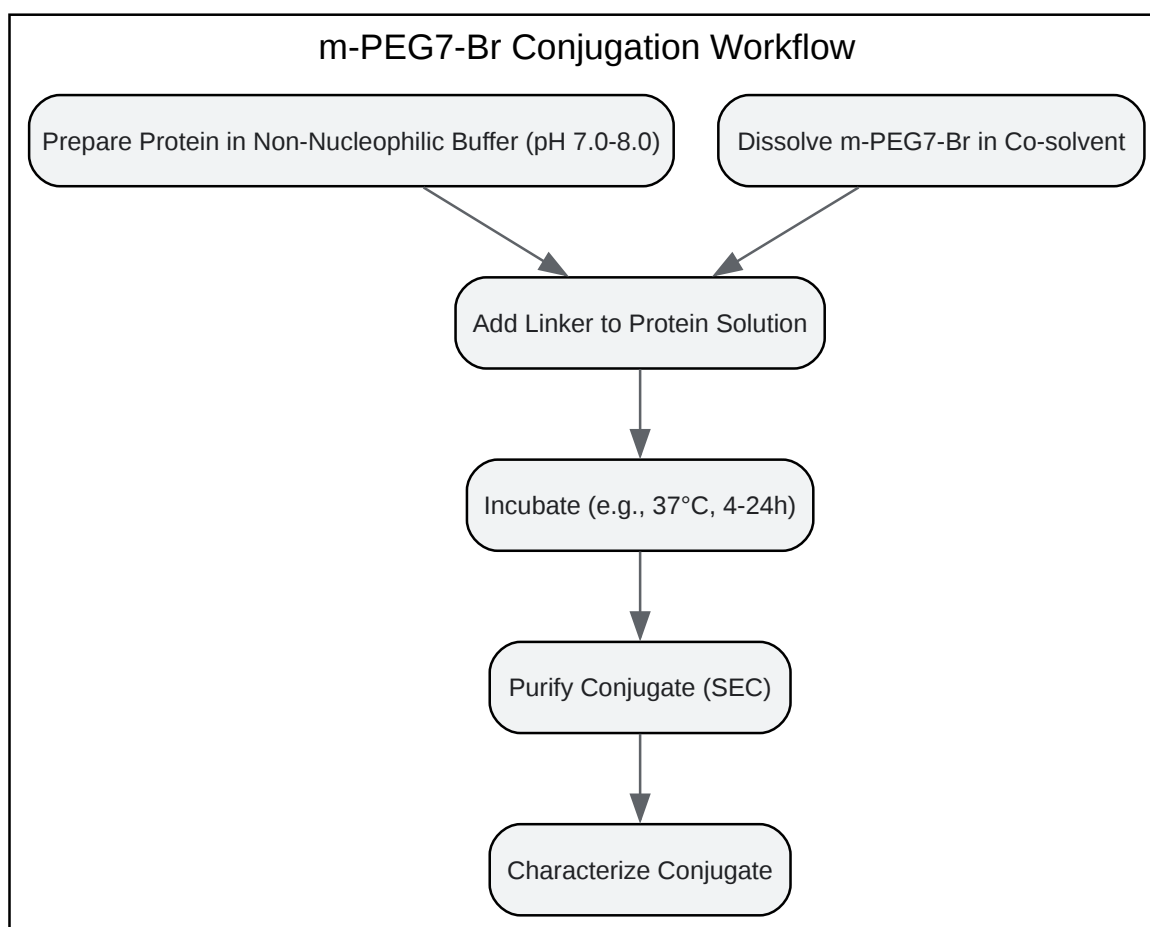 m-PEG7-Br Conjugation Workflow
Prepare Protein in Non-Nucleophilic Buffer (pH 7.0-8.0)
Dissolve m-PEG7-Br in Co-solvent
Add Linker to Protein Solution
Incubate (e.g., 37°C, 4-24h)
Purify Conjugate (SEC)
Characterize Conjugate